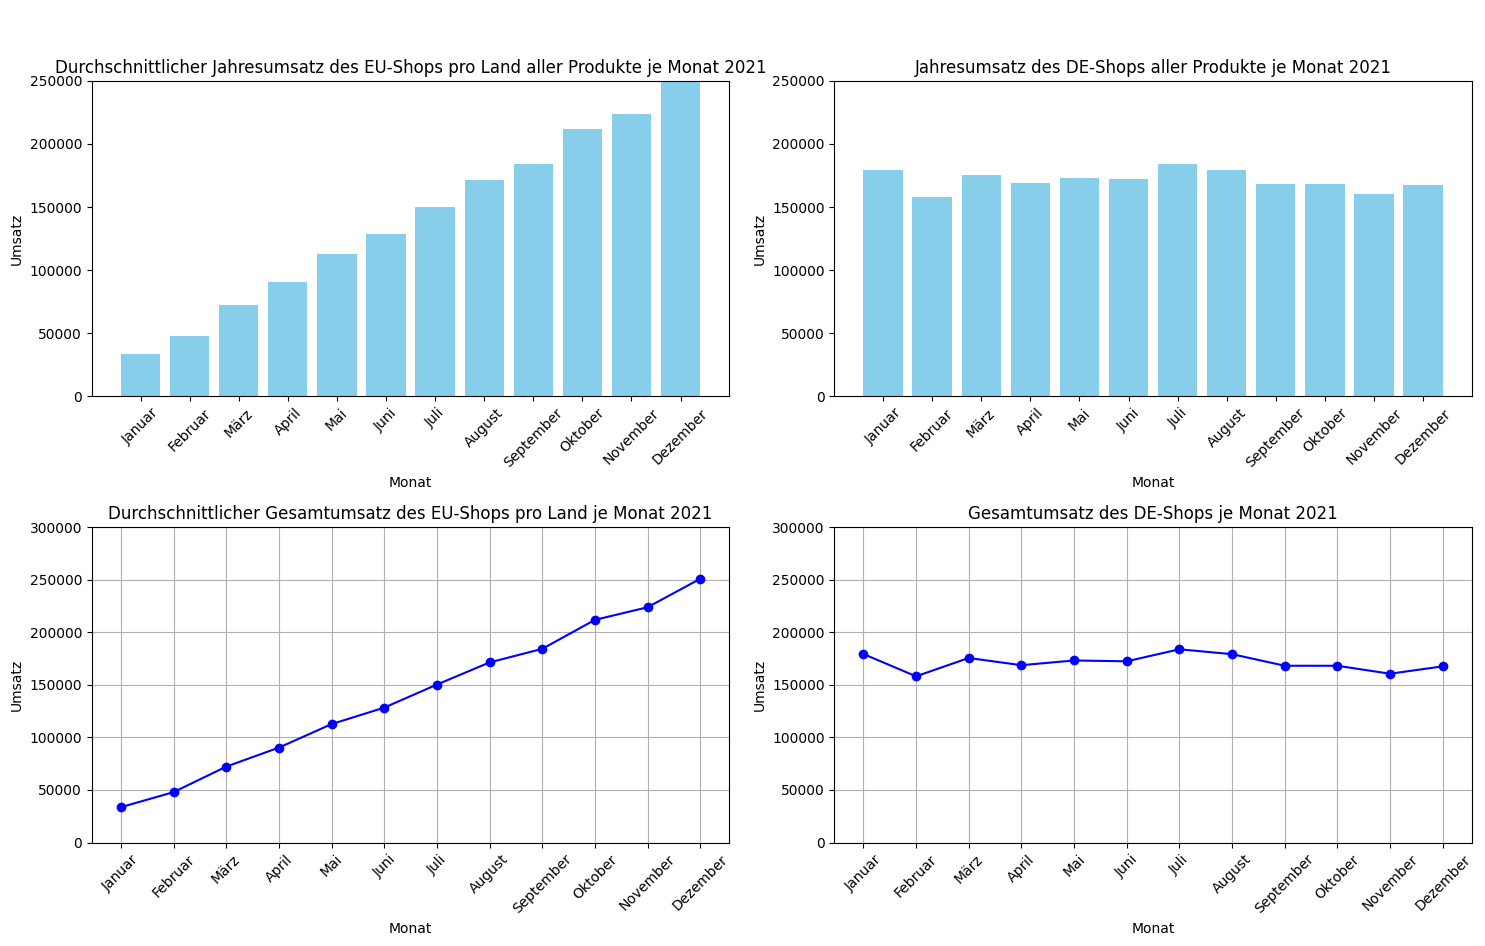 Durchschnittlicher Jahresumsatz des EU-Shops pro Land aller Produkte je Monat 2021
250000
200000
150000
100000
50000
0
Umsatz
Januar
Februar
März
April
Mai
Juni
Juli
August
September
Oktober
November
Dezember
Monat
Jahresumsatz des DE-Shops aller Produkte je Monat 2021
250000
200000
150000
100000
50000
0
Umsatz
Januar
Februar
März
April
Mai
Juni
Juli
August
September
Oktober
November
Dezember
Monat
Durchschnittlicher Gesamtumsatz des EU-Shops pro Land je Monat 2021
300000
250000
200000
150000
100000
50000
0
Umsatz
Januar
Februar
März
April
Mai
Juni
Juli
August
September
Oktober
November
Dezember
Monat
Gesamtumsatz des DE-Shops je Monat 2021
300000
250000
200000
150000
100000
50000
0
Umsatz
Januar
Februar
März
April
Mai
Juni
Juli
August
September
Oktober
November
Dezember
Monat